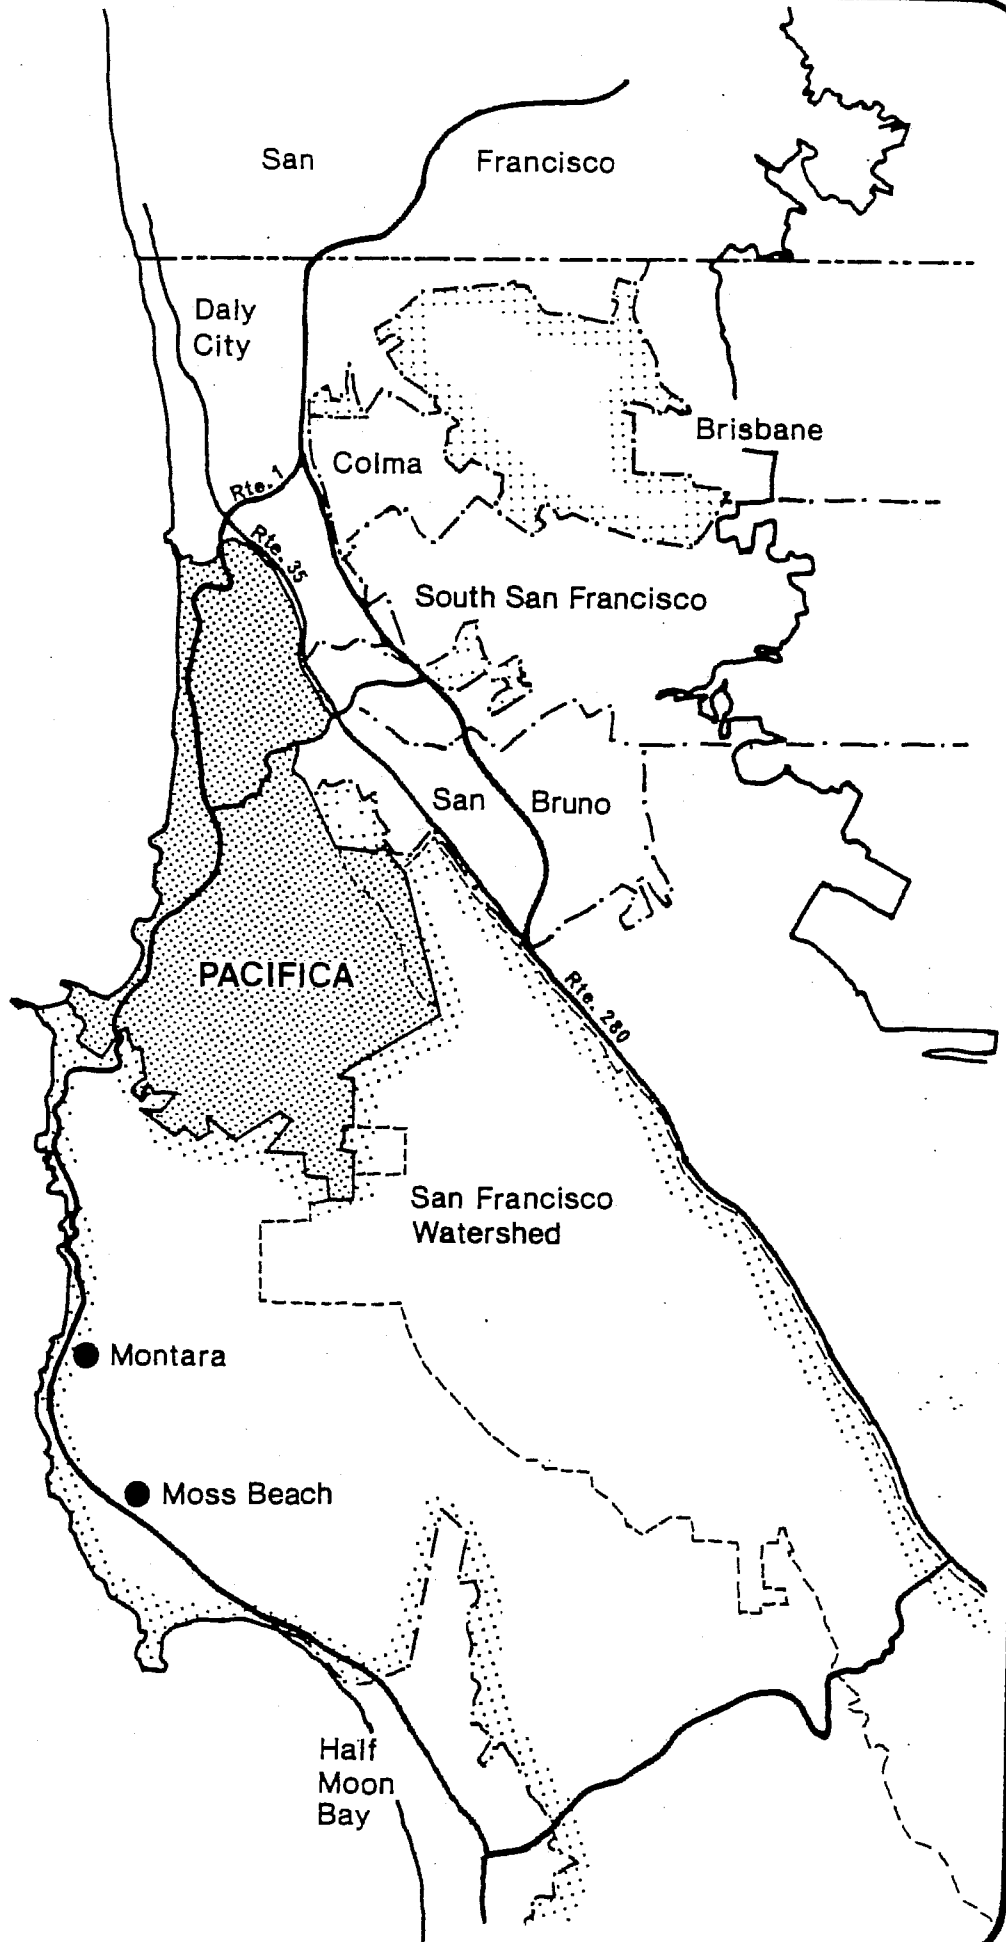 San Francisco
Daly
City
Brisbane
Colma
Rte. 1
Rte. 35
South San Francisco
San Bruno
PACIFICA
Rte. 280
San Francisco
Watershed
Montara
Moss Beach
Half
Moon
Bay